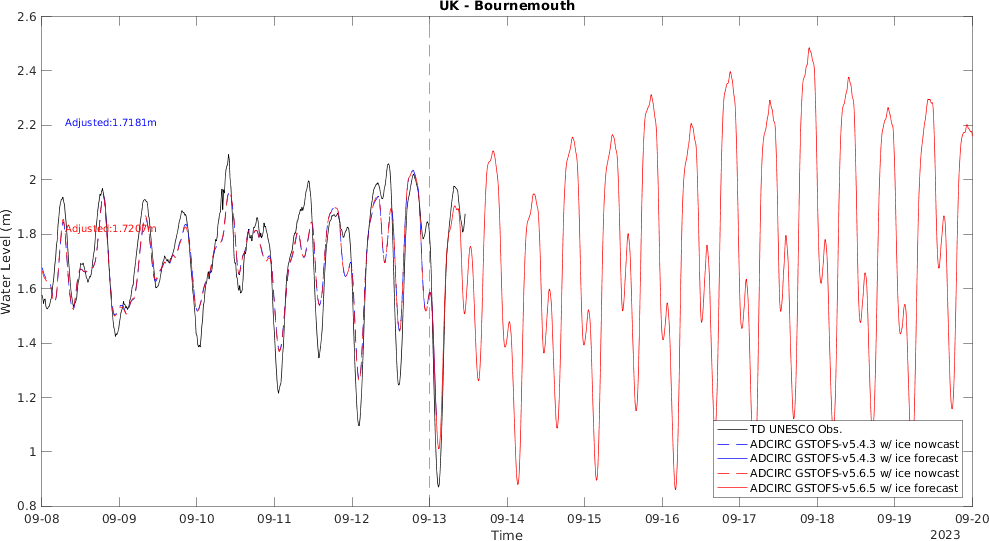 UK - Bournemouth
2.6
2.4
2.2
2
1.8
1.6
1.4
1.2
1
0.8
Water Level (m)
Adjusted:1.7181m
Adjusted:1.7207m
TD UNESCO Obs.
ADCIRC GSTOFS-v5.4.3 w/ ice nowcast
ADCIRC GSTOFS-v5.4.3 w/ ice forecast
ADCIRC GSTOFS-v5.6.5 w/ ice nowcast
ADCIRC GSTOFS-v5.6.5 w/ ice forecast
09-08 09-09 09-10 09-11 09-12 09-13 09-14 09-15 09-16 09-17 09-18 09-19 09-20
Time
2023